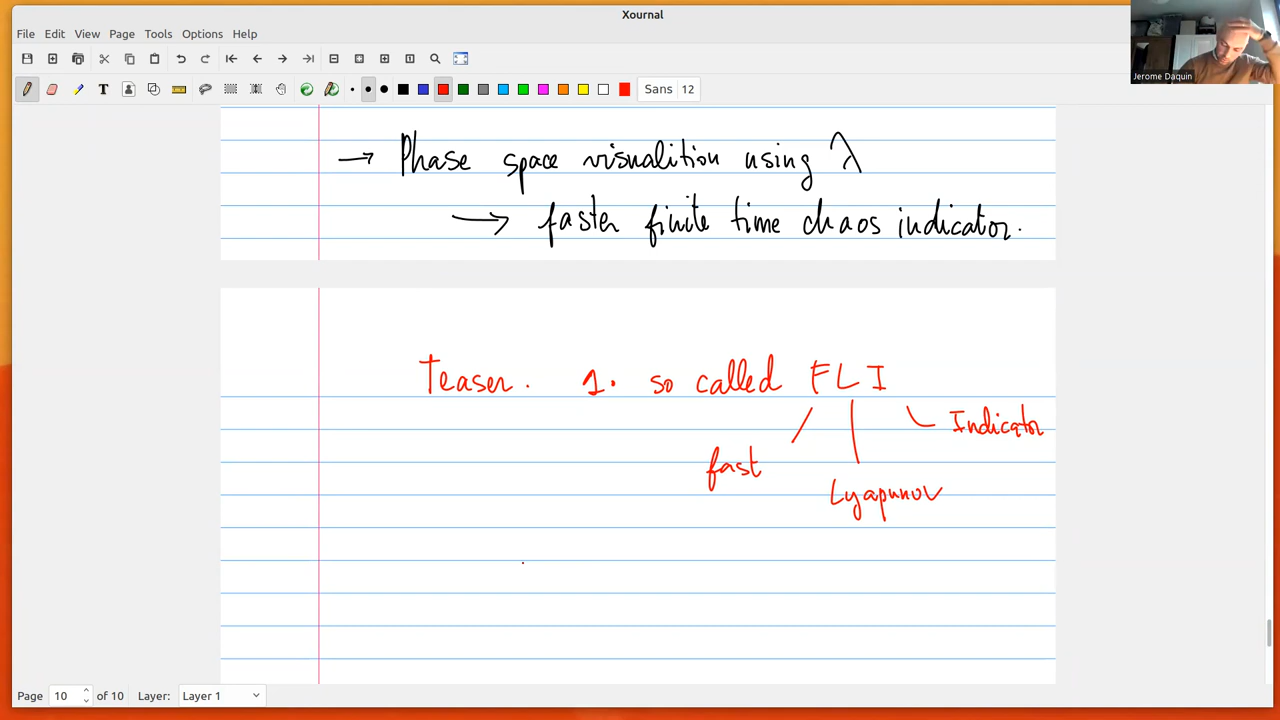 Xournal
File Edit View Page Tools Options Help
Jerome Daquin
Sans 12
→ Phase space visualition using λ
→ faster finite time chaos indicator.
Teaser. 1. so called FLI
Indicator
fast
Lyapunov
Page 10 of 10 Layer: Layer 1